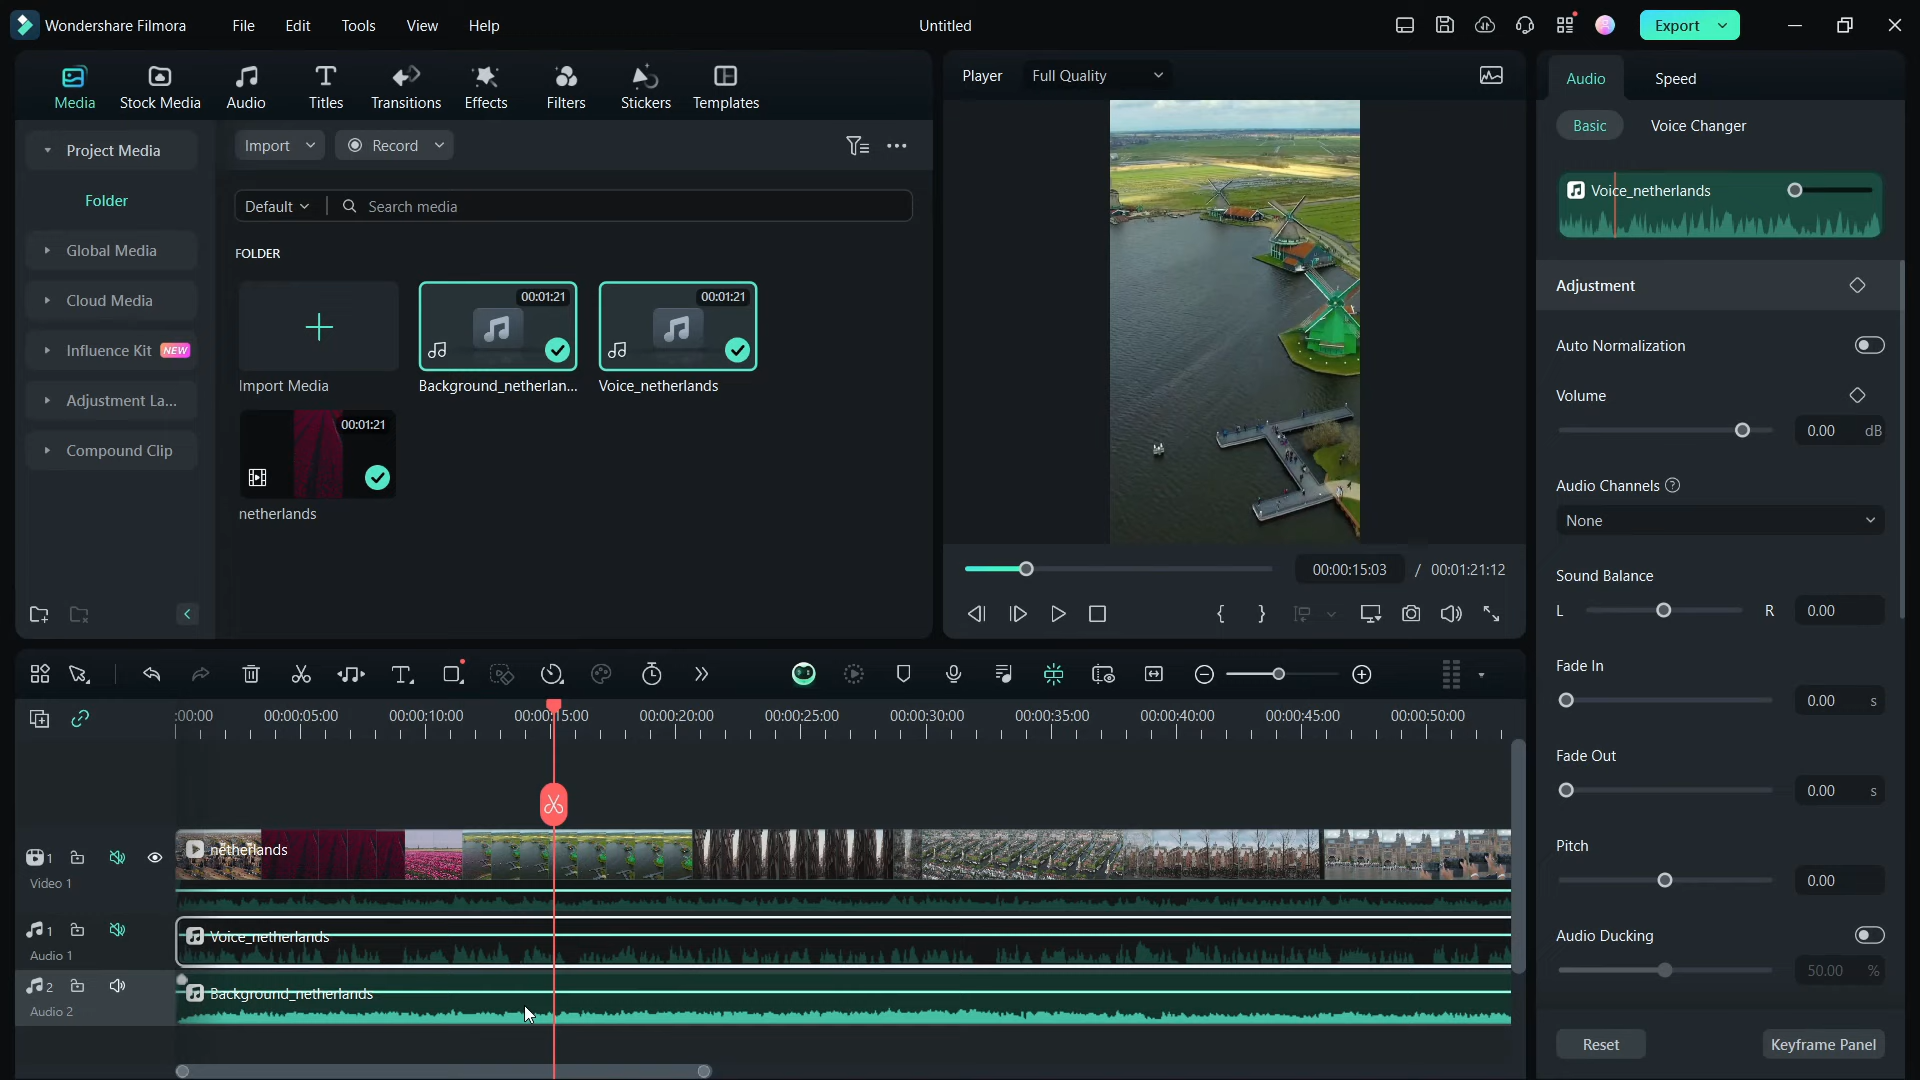 Wondershare Filmora
File
Edit
Tools
View
Help
Untitled
Export
Media
Stock Media
Audio
Titles
Transitions
Effects
Filters
Stickers
Templates
Player
Full Quality
Audio
Speed
Basic
Voice Changer
Project Media
Folder
Global Media
Cloud Media
Influence Kit NEW
Adjustment La...
Compound Clip
Import
Record
Default
Search media
FOLDER
Import Media
00:01:21
Background_netherlan...
00:01:21
Voice_netherlands
00:01:21
netherlands
00:00:15:03 / 00:01:21:12
Voice_netherlands
Adjustment
Auto Normalization
Volume
0.00 dB
Audio Channels ?
None
Sound Balance
L R 0.00
Fade In
0.00 s
Fade Out
0.00 s
Pitch
0.00
Audio Ducking
50.00 %
Reset
Keyframe Panel
:00:00 00:00:05:00 00:00:10:00 00:00:15:00 00:00:20:00 00:00:25:00 00:00:30:00 00:00:35:00 00:00:40:00 00:00:45:00 00:00:50:00
1
Video 1
netherlands
1
Audio 1
Voice_netherlands
2
Audio 2
Background_netherlands